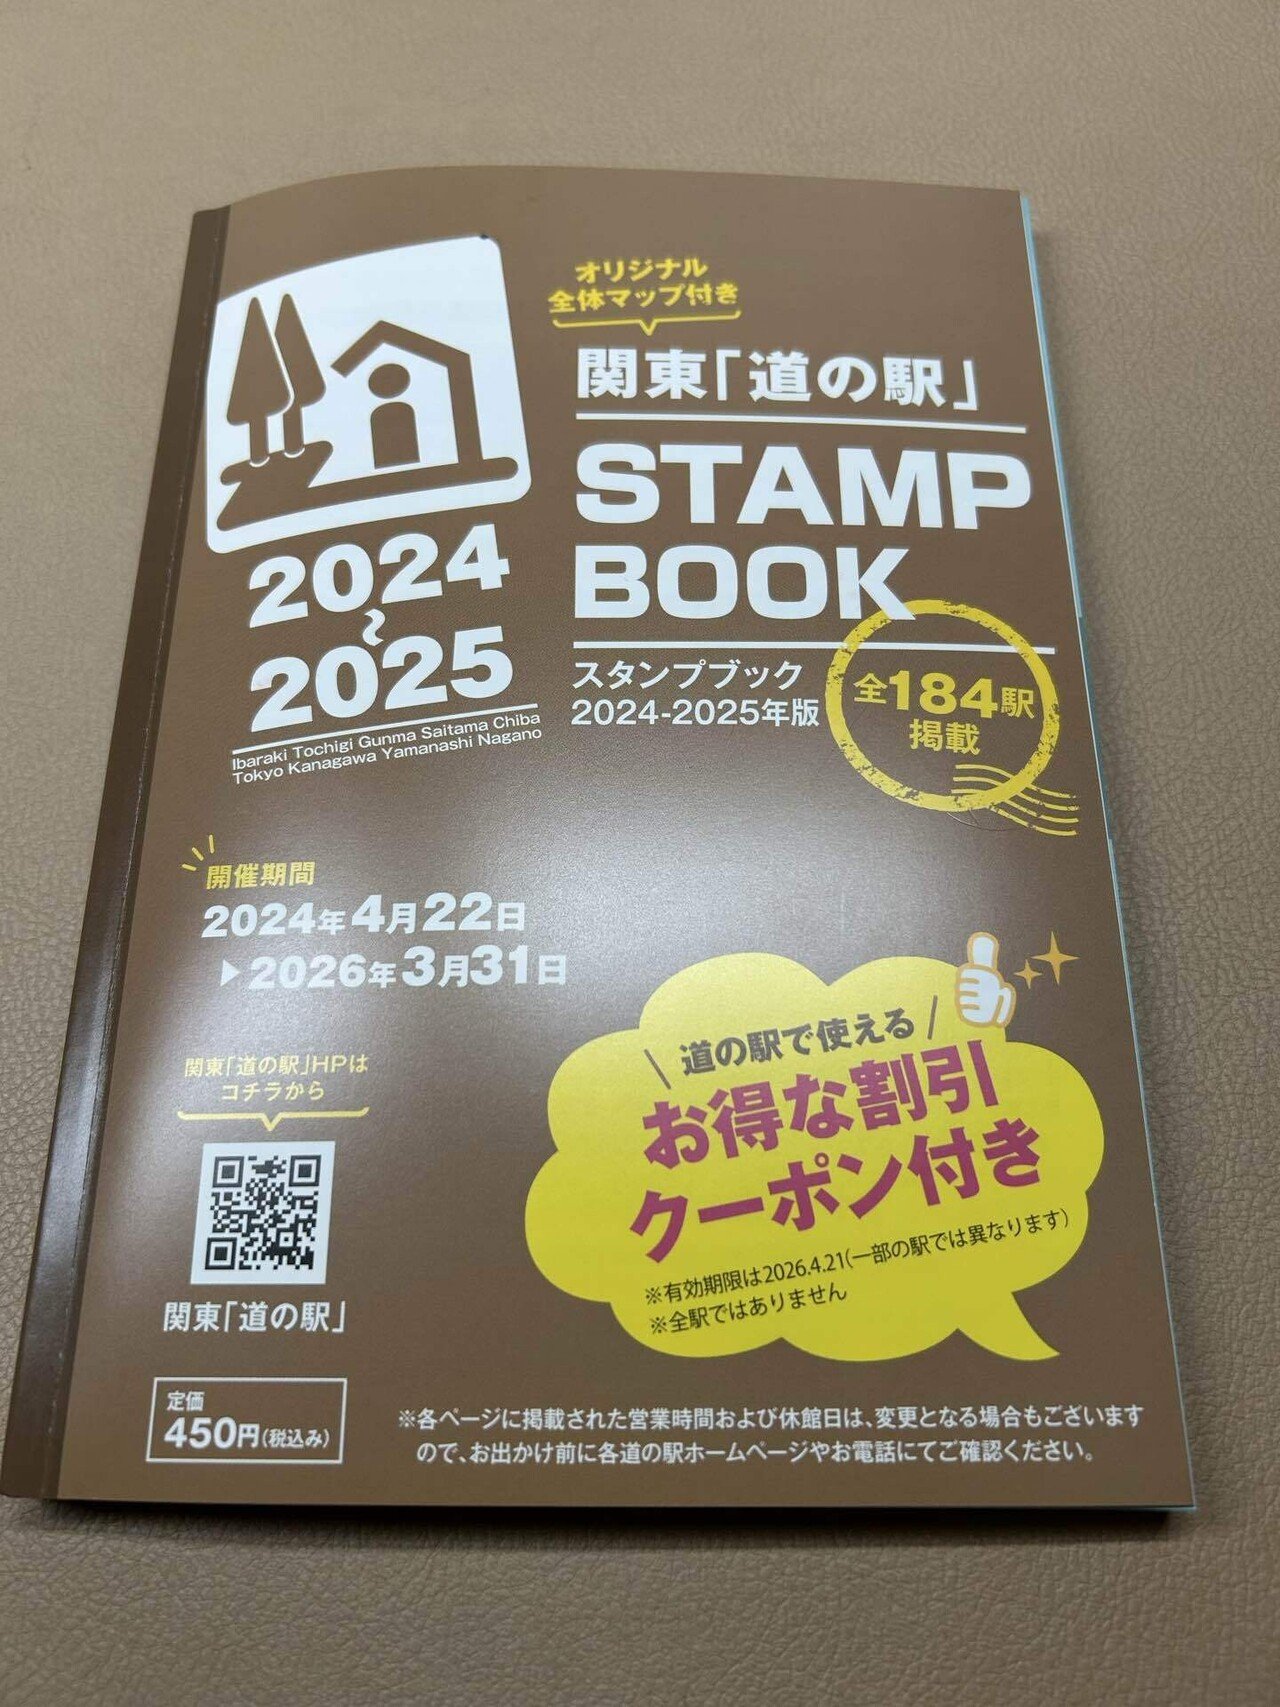 オリジナル
全体マップ付き
関東「道の駅」
STAMP
BOOK
スタンプブック
2024-2025年版
全184駅
掲載
2024
~
2025
Ibaraki Tochigi Gunma Saitama Chiba
Tokyo Kanagawa Yamanashi Nagano
開催期間
2024年4月22日
▶2026年3月31日
関東「道の駅」HPは
コチラから
関東「道の駅」
道の駅で使える
お得な割引
クーポン付き
※有効期限は2026.4.21(一部の駅では異なります)
※全駅ではありません
定価
450円(税込み)
※各ページに掲載された営業時間および休館日は、変更となる場合もございます
ので、お出かけ前に各道の駅ホームページやお電話にてご確認ください。